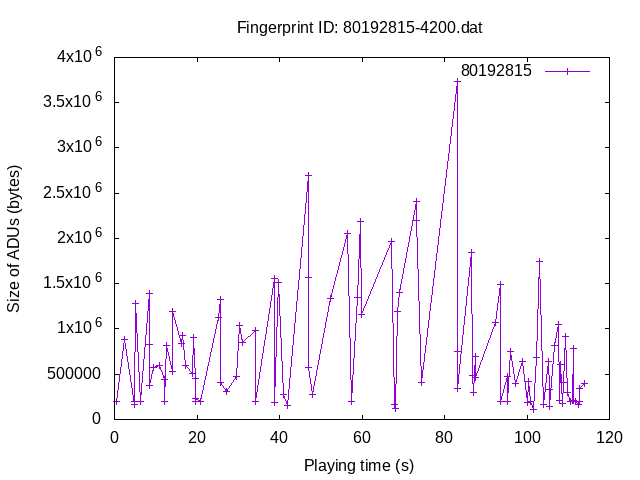 Fingerprint ID: 80192815-4200.dat
80192815
Size of ADUs (bytes)
4x10^6
3.5x10^6
3x10^6
2.5x10^6
2x10^6
1.5x10^6
1x10^6
500000
0
0 20 40 60 80 100 120
Playing time (s)